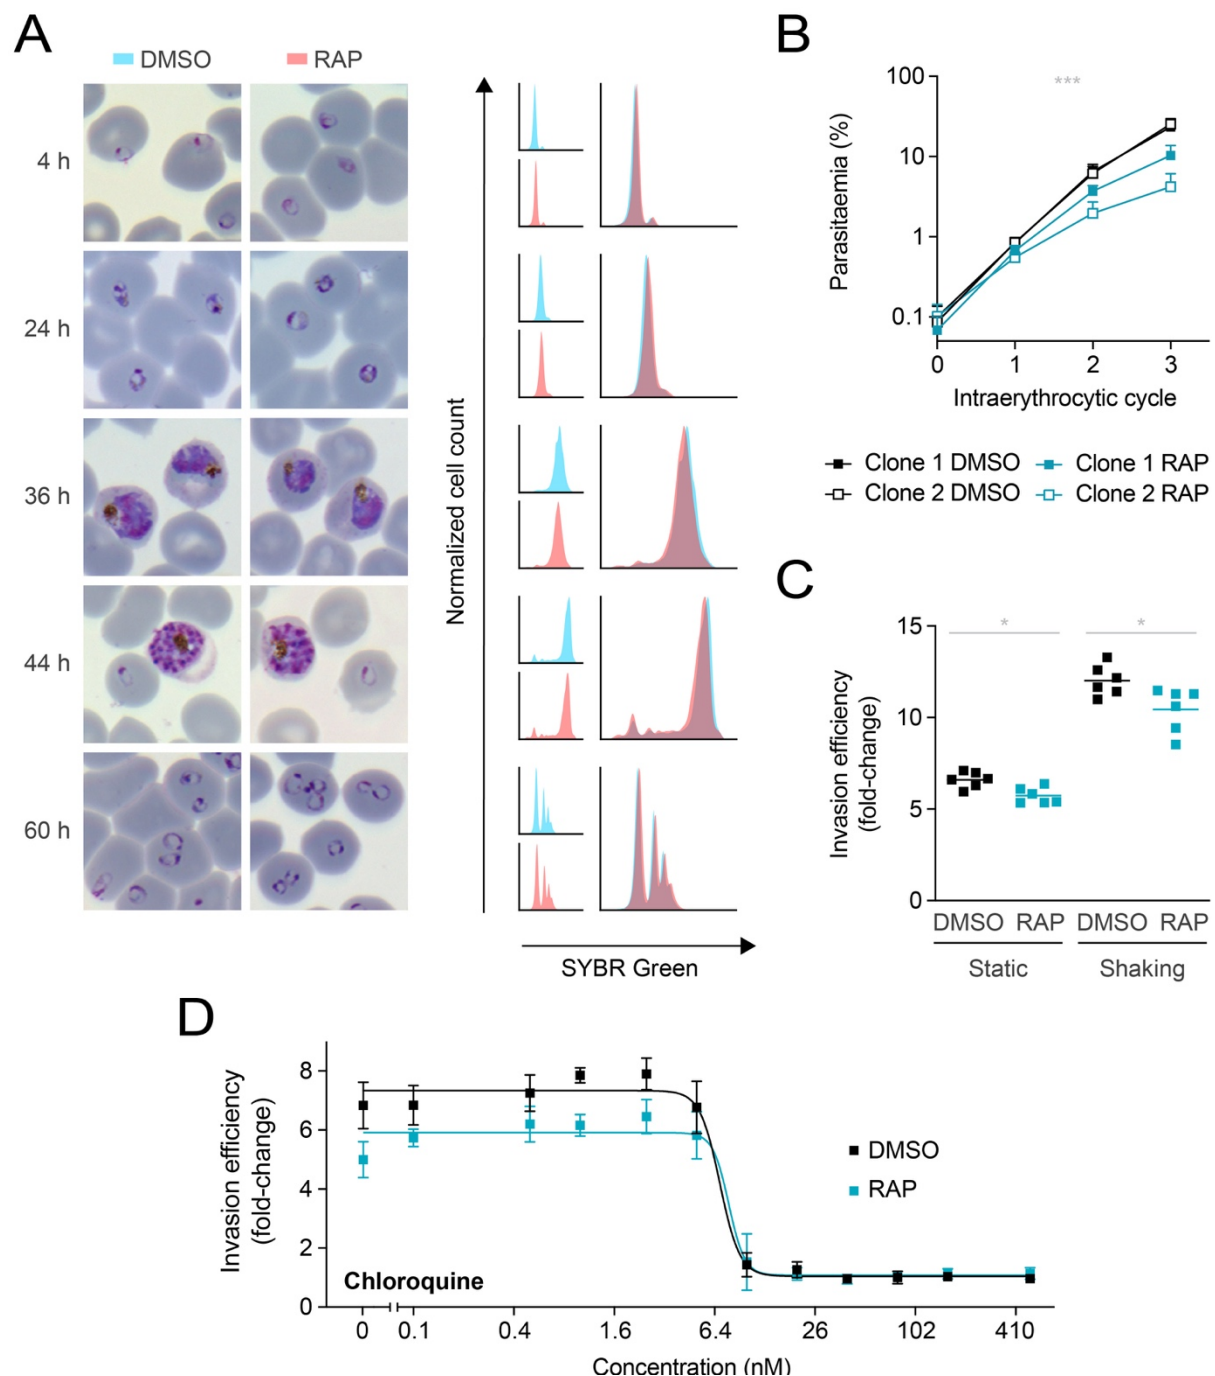 A
DMSO
RAP
4 h
24 h
36 h
44 h
60 h
Normalized cell count
SYBR Green
B
***
100
10
1
0.1
Parasitaemia (%)
0 1 2 3
Intraerythrocytic cycle
Clone 1 DMSO
Clone 2 DMSO
Clone 1 RAP
Clone 2 RAP
C
* *
15
10
5
0
Invasion efficiency
(fold-change)
DMSO RAP DMSO RAP
Static Shaking
D
8
6
4
2
0
Invasion efficiency
(fold-change)
DMSO
RAP
Chloroquine
0 0.1 0.4 1.6 6.4 26 102 410
Concentration (nM)